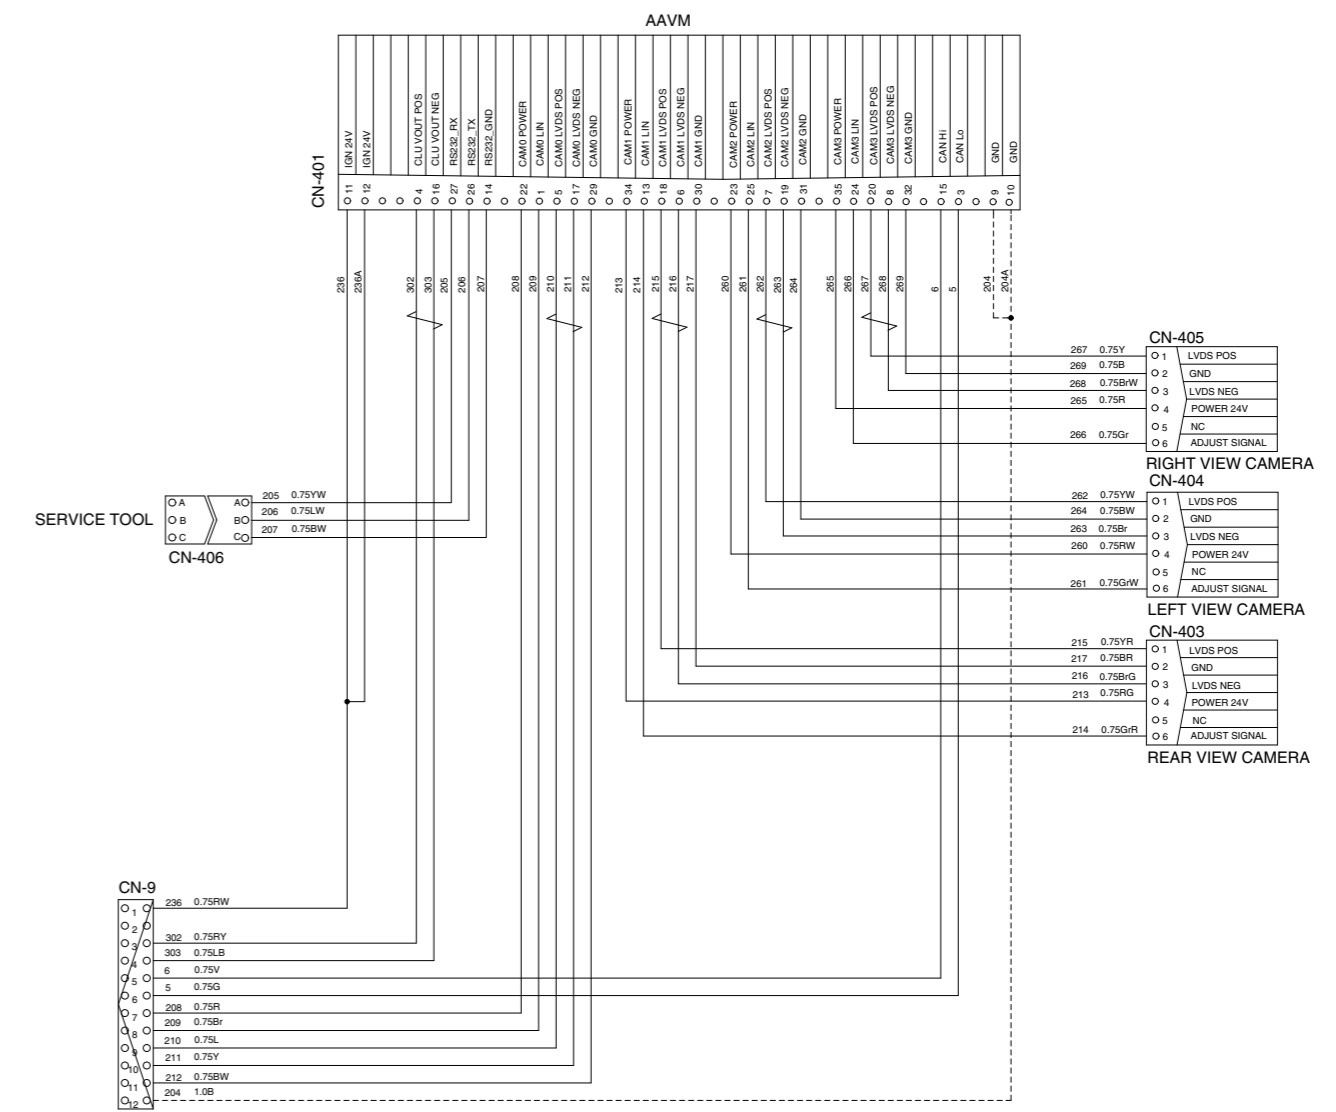 AAVM
CN-401
IGN 24V
IGN 24V
CLU VOUT POS
CLU VOUT NEG
RS232_RX
RS232_TX
RS232_GND
CAM0 POWER
CAM0 LIN
CAM0 LVDS POS
CAM0 LVDS NEG
CAM0 GND
CAM1 POWER
CAM1 LIN
CAM1 LVDS POS
CAM1 LVDS NEG
CAM1 GND
CAM2 POWER
CAM2 LIN
CAM2 LVDS POS
CAM2 LVDS NEG
CAM2 GND
CAM3 POWER
CAM3 LIN
CAM3 LVDS POS
CAM3 LVDS NEG
CAM3 GND
CAN Hi
CAN Lo
GND
GND
11 12 4 16 27 26 14 22 1 5 17 29 34 13 18 6 30 23 25 7 19 31 35 24 20 8 32 15 3 9 10
236 236A 302 303 205 206 207 208 209 210 211 212 213 214 215 216 217 260 261 262 263 264 265 266 267 268 269 6 5 204 204A
CN-405
267 0.75Y 1 LVDS POS
269 0.75B 2 GND
268 0.75BrW 3 LVDS NEG
265 0.75R 4 POWER 24V
5 NC
266 0.75Gr 6 ADJUST SIGNAL
RIGHT VIEW CAMERA
CN-404
262 0.75YW 1 LVDS POS
264 0.75BW 2 GND
263 0.75Br 3 LVDS NEG
260 0.75RW 4 POWER 24V
5 NC
261 0.75GrW 6 ADJUST SIGNAL
LEFT VIEW CAMERA
SERVICE TOOL
A A 205 0.75YW
B B 206 0.75LW
C C 207 0.75BW
CN-406
CN-403
215 0.75YR 1 LVDS POS
217 0.75BR 2 GND
216 0.75BrG 3 LVDS NEG
213 0.75RG 4 POWER 24V
5 NC
214 0.75GrR 6 ADJUST SIGNAL
REAR VIEW CAMERA
CN-9
1 236 0.75RW
2
3 302 0.75RY
4 303 0.75LB
5 6 0.75V
6 5 0.75G
7 208 0.75R
8 209 0.75Br
9 210 0.75L
10 211 0.75Y
11 212 0.75BW
12 204 1.0B